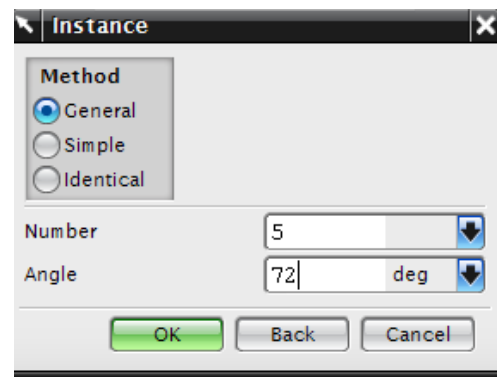 Instance
Method
General
Simple
Identical
Number 5
Angle 72 deg
OK Back Cancel